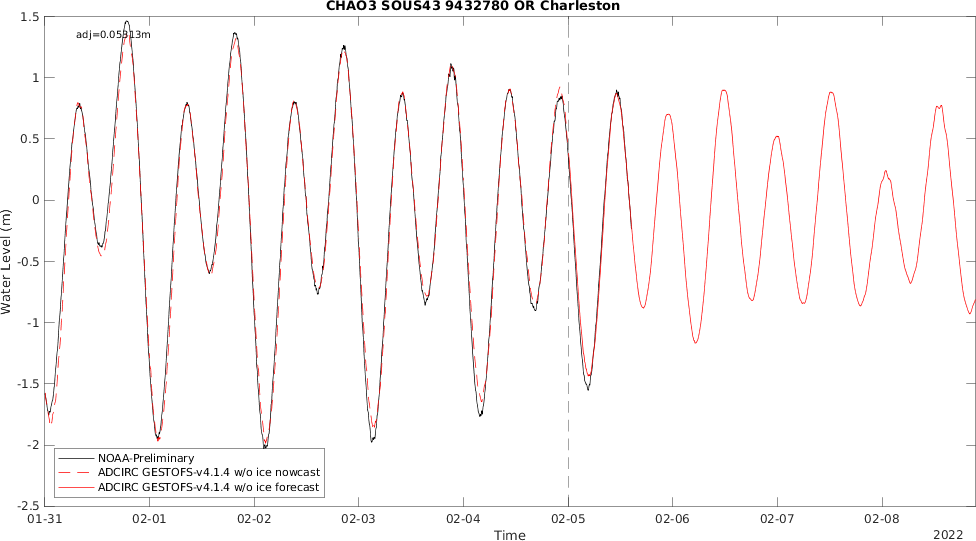 CHAO3 SOUS43 9432780 OR Charleston
adj=0.05313m
1.5
1
0.5
0
-0.5
-1
-1.5
-2
-2.5
Water Level (m)
NOAA-Preliminary
ADCIRC GESTOFS-v4.1.4 w/o ice nowcast
ADCIRC GESTOFS-v4.1.4 w/o ice forecast
01-31 02-01 02-02 02-03 02-04 02-05 02-06 02-07 02-08
Time
2022